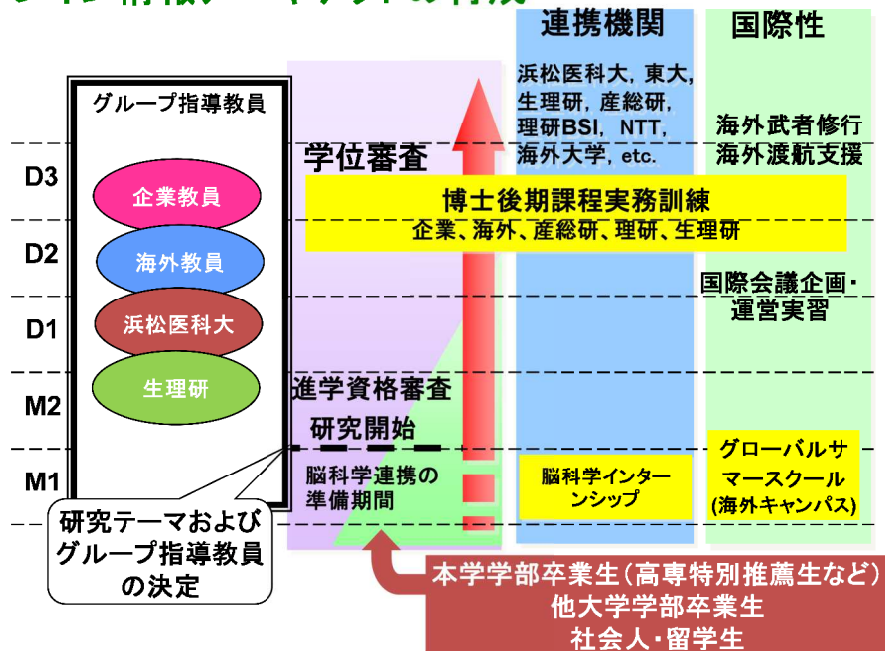 連携機関
国際性
グループ指導教員
浜松医科大, 東大,
生理研, 産総研,
理研BSI, NTT,
海外大学, etc.
海外武者修行
海外渡航支援
学位審査
D3
企業教員
博士後期課程実務訓練
企業、海外、産総研、理研、生理研
D2
海外教員
国際会議企画・
運営実習
D1
浜松医科大
M2
生理研
進学資格審査
研究開始
M1
脳科学連携の
準備期間
脳科学インター
ンシップ
グローバルサ
マースクール
(海外キャンパス)
研究テーマおよび
グループ指導教員
の決定
本学学部卒業生(高専特別推薦生など)
他大学学部卒業生
社会人・留学生